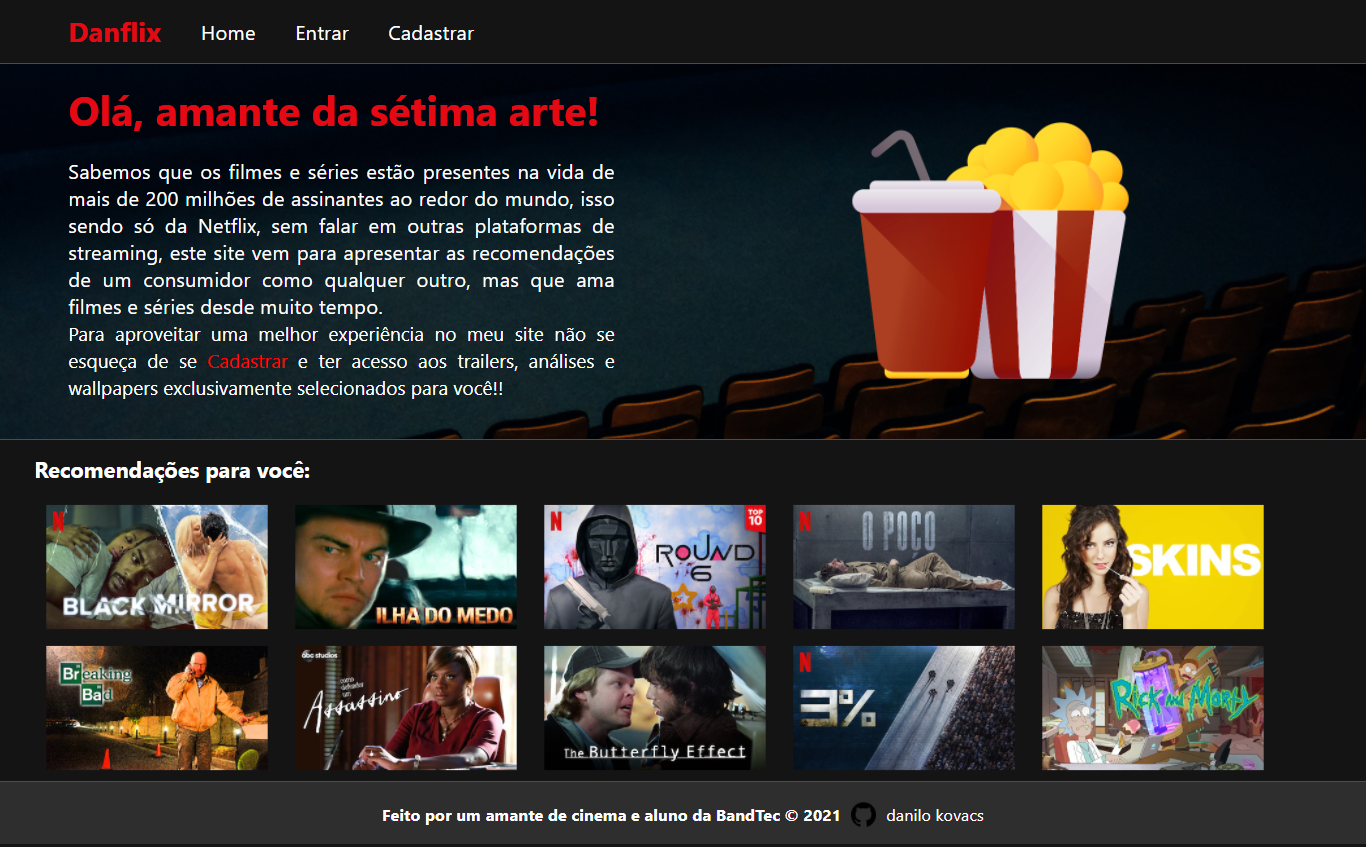 Danflix Home Entrar Cadastrar
Olá, amante da sétima arte!
Sabemos que os filmes e séries estão presentes na vida de
mais de 200 milhões de assinantes ao redor do mundo, isso
sendo só da Netflix, sem falar em outras plataformas de
streaming, este site vem para apresentar as recomendações
de um consumidor como qualquer outro, mas que ama
filmes e séries desde muito tempo.
Para aproveitar uma melhor experiência no meu site não se
esqueça de se Cadastrar e ter acesso aos trailers, análises e
wallpapers exclusivamente selecionados para você!!
Recomendações para você:
N
BLACK MIRROR
ILHA DO MEDO
N
TOP
10
ROUND
6
N
O POÇO
SKINS
Breaking
Bad
abc studios
como
defender
um
Assassino
The Butterfly Effect
N
3%
Rick and Morty
Feito por um amante de cinema e aluno da BandTec © 2021 danilo kovacs